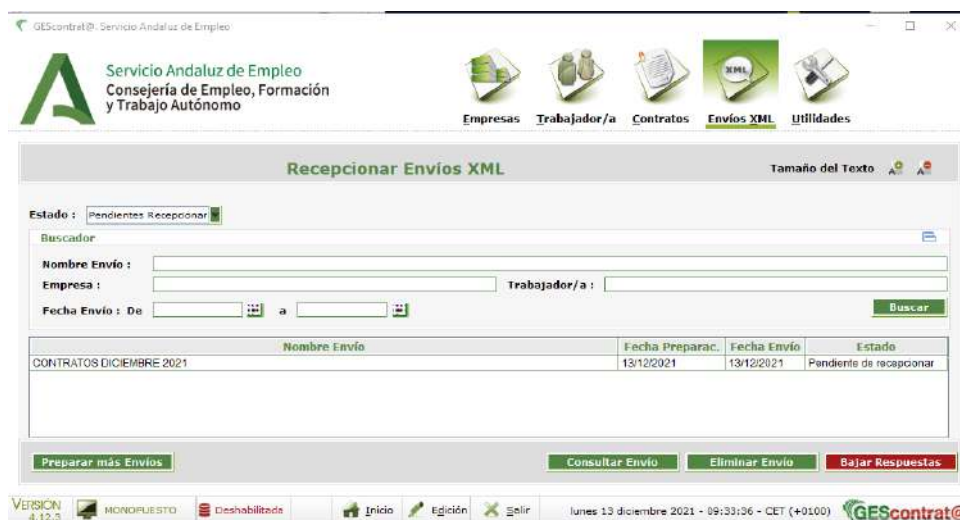 GEScontrat@. Servicio Andaluz de Empleo
Servicio Andaluz de Empleo
Consejería de Empleo, Formación
y Trabajo Autónomo
Empresas Trabajador/a Contratos Envíos XML Utilidades
XML
Recepcionar Envíos XML
Tamaño del Texto A A
Estado : Pendientes Recepcionar
Buscador
Nombre Envío :
Empresa : Trabajador/a :
Fecha Envío : De a
Buscar
Nombre Envío Fecha Preparac. Fecha Envío Estado
CONTRATOS DICIEMBRE 2021 13/12/2021 13/12/2021 Pendiente de recepcionar
Preparar más Envíos Consultar Envío Eliminar Envío Bajar Respuestas
VERSIÓN
4.12.3
MONOPUESTO Deshabilitada Inicio Edición Salir lunes 13 diciembre 2021 - 09:33:36 - CET (+0100) GEScontrat@